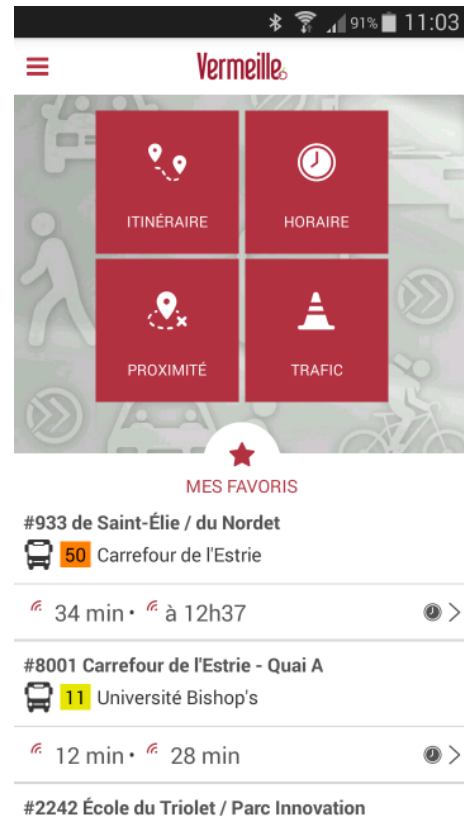 91% 11:03
Vermeille
ITINÉRAIRE HORAIRE
PROXIMITÉ TRAFIC
MES FAVORIS
#933 de Saint-Élie / du Nordet
50 Carrefour de l'Estrie
34 min • à 12h37
#8001 Carrefour de l'Estrie - Quai A
11 Université Bishop's
12 min • 28 min
#2242 École du Triolet / Parc Innovation